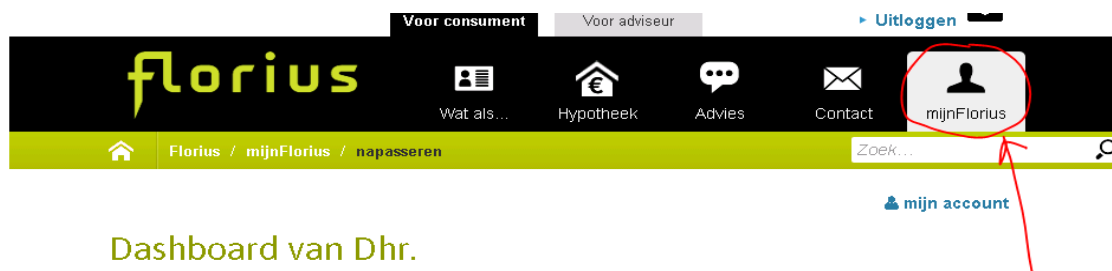 Voor consument Voor adviseur Uitloggen
florius
Wat als... Hypotheek Advies Contact mijnFlorius
Florius / mijnFlorius / napasseren Zoek...
mijn account
Dashboard van Dhr.